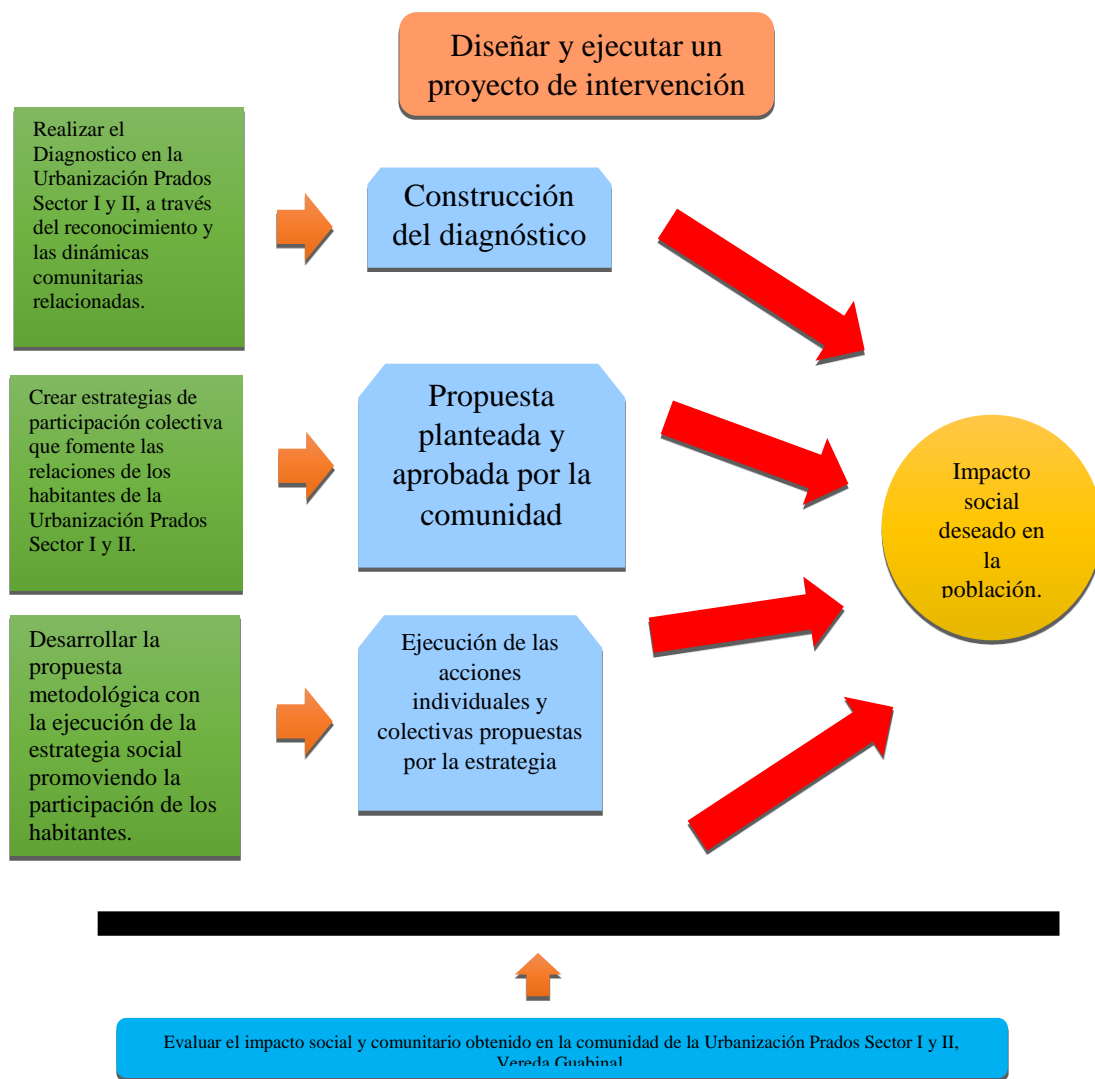 Diseñar y ejecutar un
proyecto de intervención
Realizar el
Diagnostico en la
Urbanización Prados
Sector I y II, a través
del reconocimiento y
las dinámicas
comunitarias
relacionadas.
Construcción
del diagnóstico
Crear estrategias de
participación colectiva
que fomente las
relaciones de los
habitantes de la
Urbanización Prados
Sector I y II.
Propuesta
planteada y
aprobada por la
comunidad
Impacto
social
deseado en
la
población.
Desarrollar la
propuesta
metodológica con
la ejecución de la
estrategia social
promoviendo la
participación de los
habitantes.
Ejecución de las
acciones
individuales y
colectivas propuestas
por la estrategia
Evaluar el impacto social y comunitario obtenido en la comunidad de la Urbanización Prados Sector I y II,
Vereda Guabinal